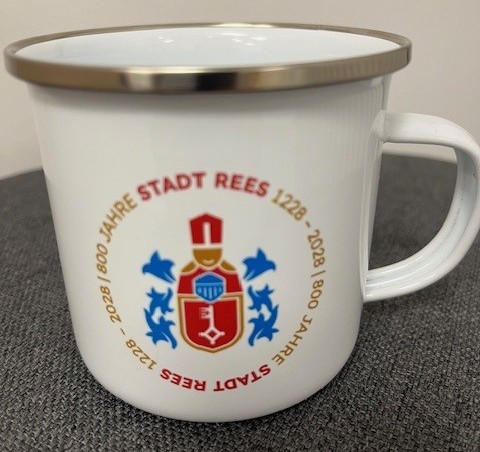 STADT REES 1228 - 2028 | 800 JAHRE STADT REES 1228 - 2028 | 800 JAHRE